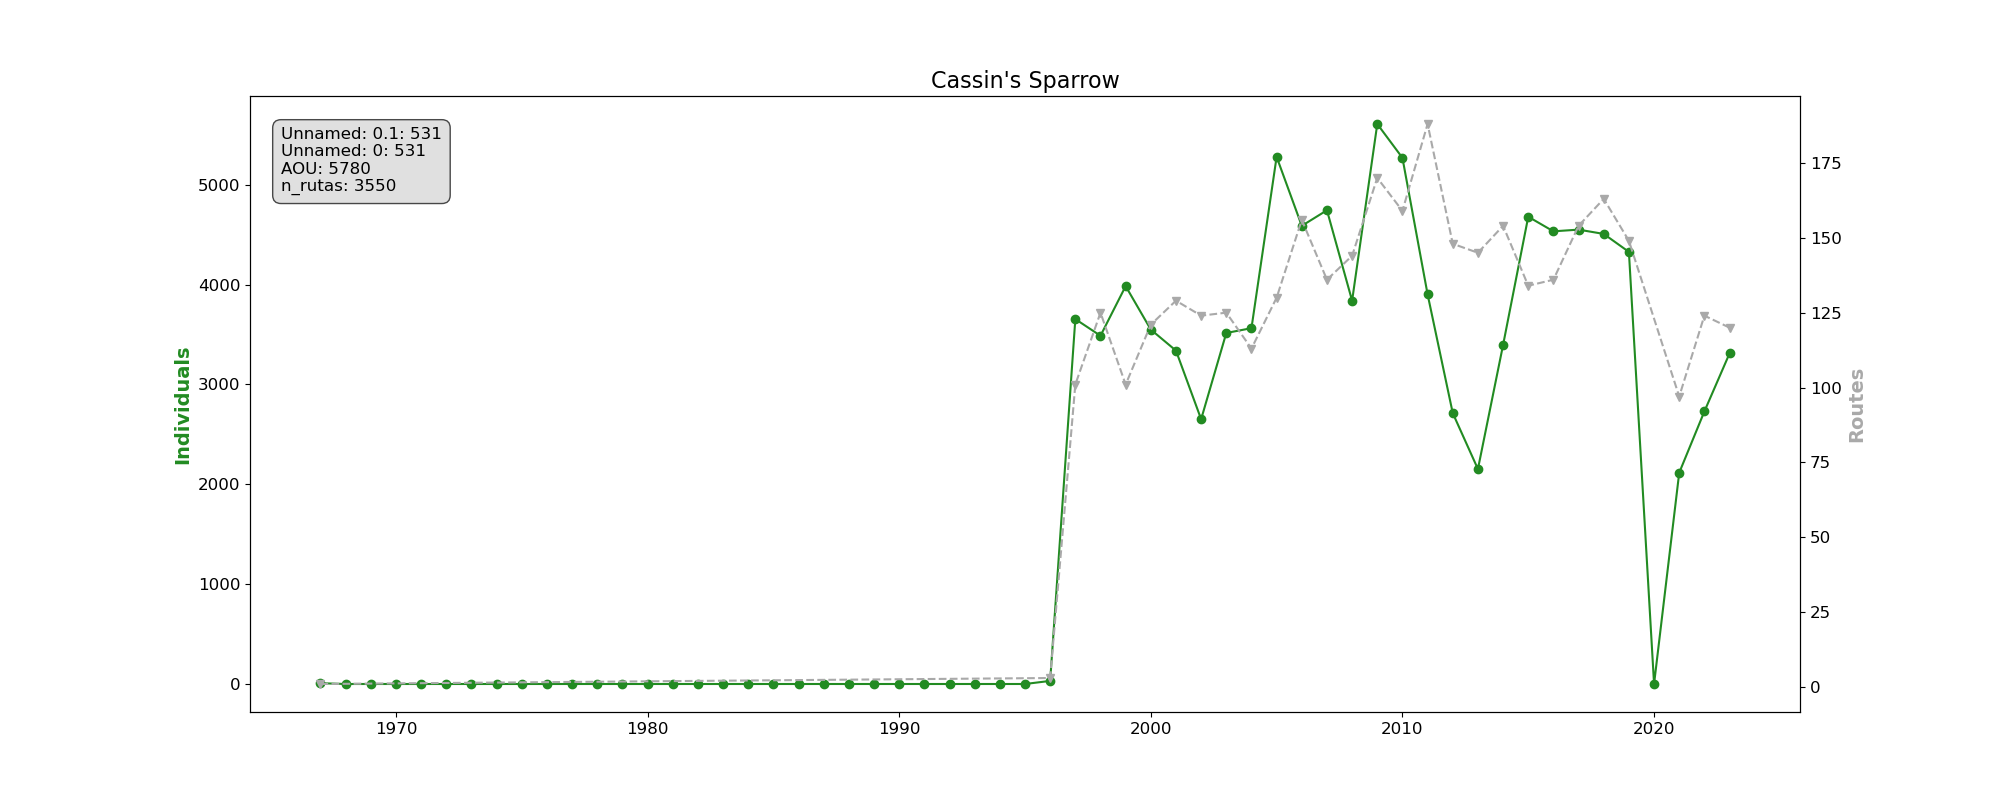 Cassin's Sparrow
Unnamed: 0.1: 531
Unnamed: 0: 531
AOU: 5780
n_rutas: 3550
5000
4000
3000
2000
1000
0
Individuals
175
150
125
100
75
50
25
0
Routes
1970 1980 1990 2000 2010 2020